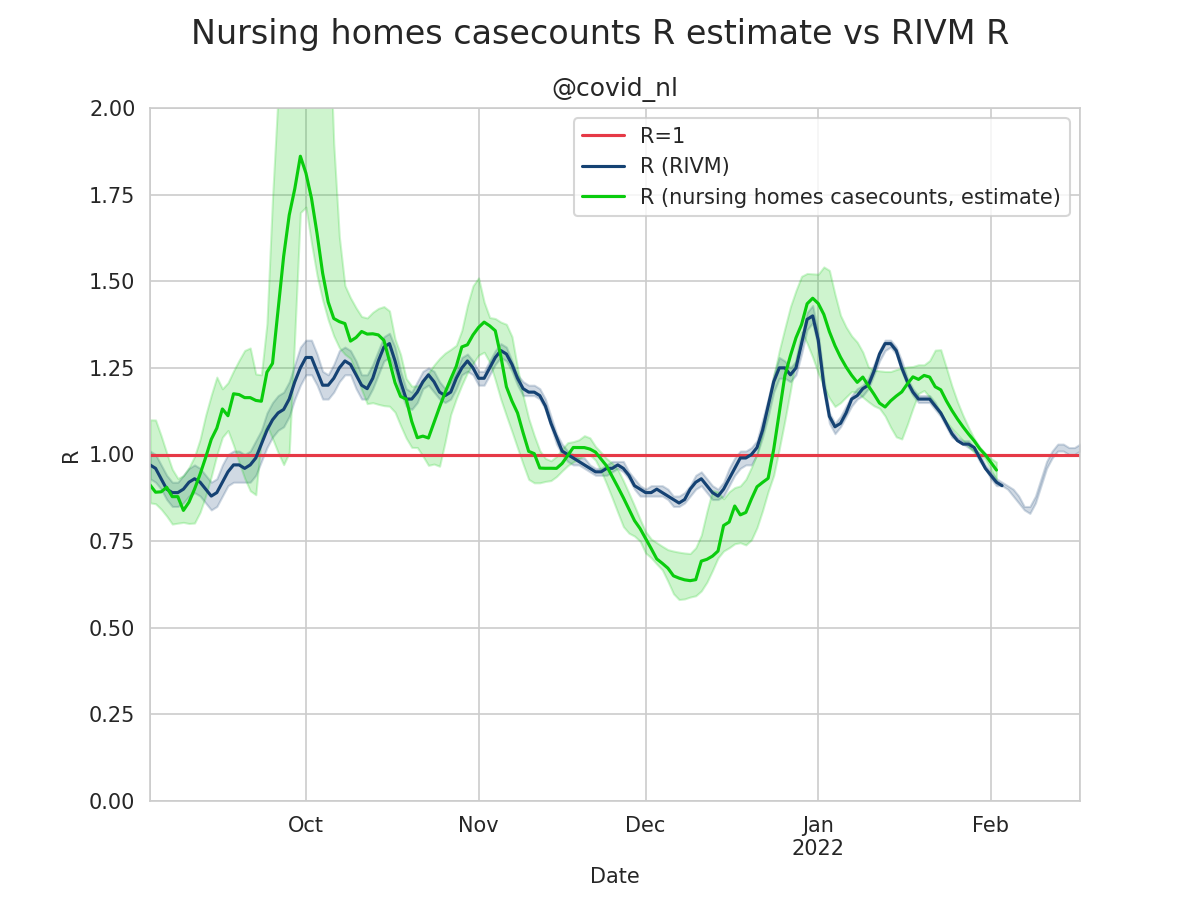 Nursing homes casecounts R estimate vs RIVM R
@covid_nl
R=1
R (RIVM)
R (nursing homes casecounts, estimate)
2.00
1.75
1.50
1.25
1.00
0.75
0.50
0.25
0.00
R
Oct
Nov
Dec
Jan
2022
Feb
Date